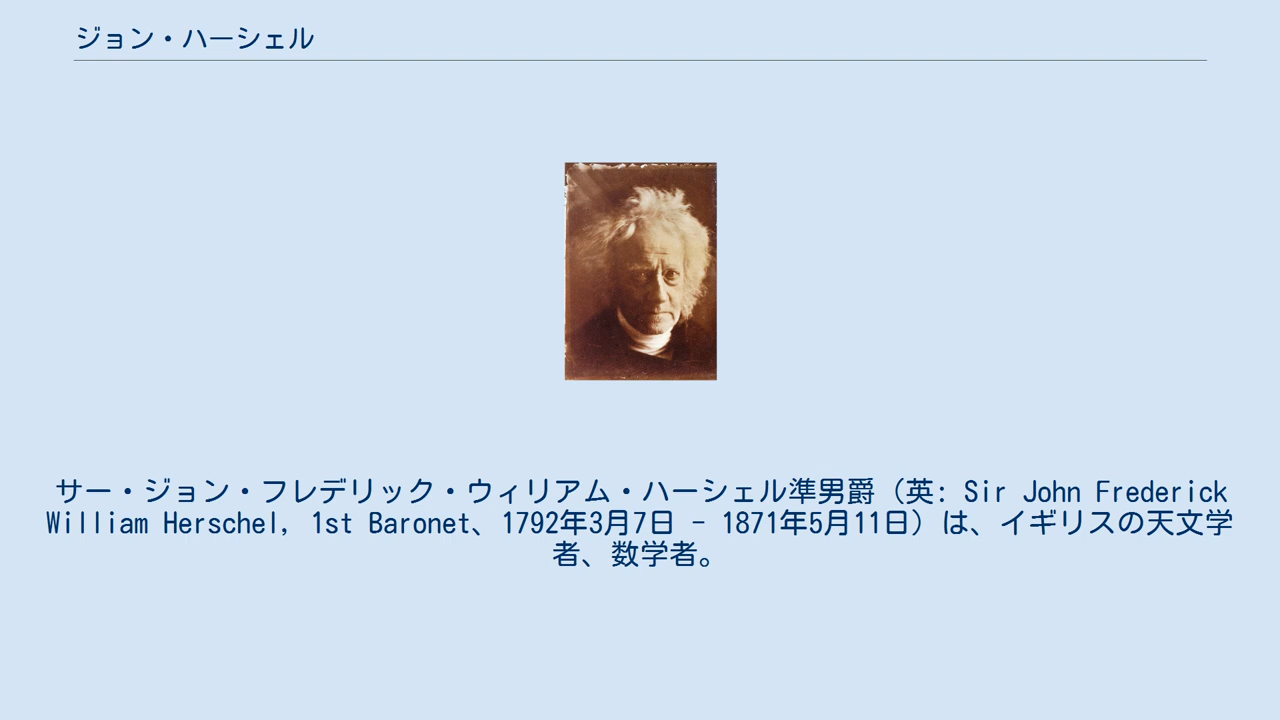 ジョン・ハーシェル
サー・ジョン・フレデリック・ウィリアム・ハーシェル準男爵（英: Sir John Frederick
William Herschel, 1st Baronet、1792年3月7日 - 1871年5月11日）は、イギリスの天文学
者、数学者。